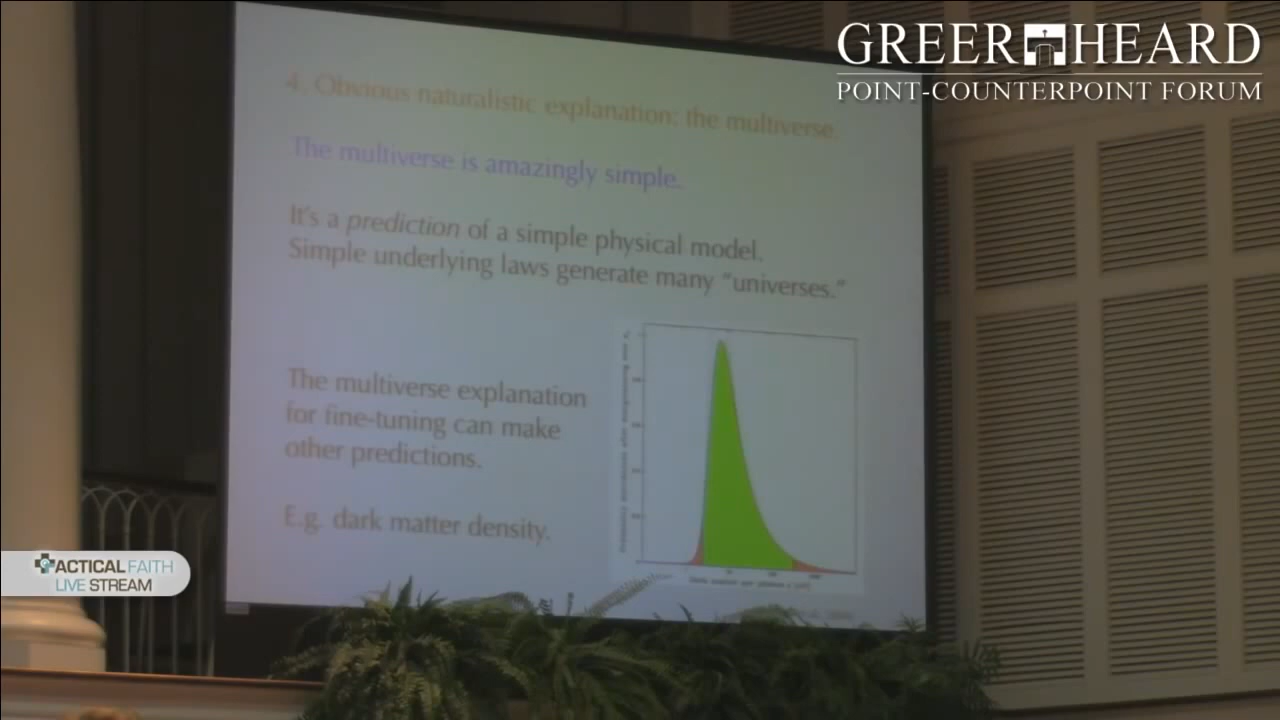 GREER HEARD
POINT-COUNTERPOINT FORUM
4. Obvious naturalistic explanation: the multiverse.
The multiverse is amazingly simple.
It's a prediction of a simple physical model.
Simple underlying laws generate many "universes."
The multiverse explanation
for fine-tuning can make
other predictions.
E.g. dark matter density.
ACTICAL FAITH
LIVE STREAM